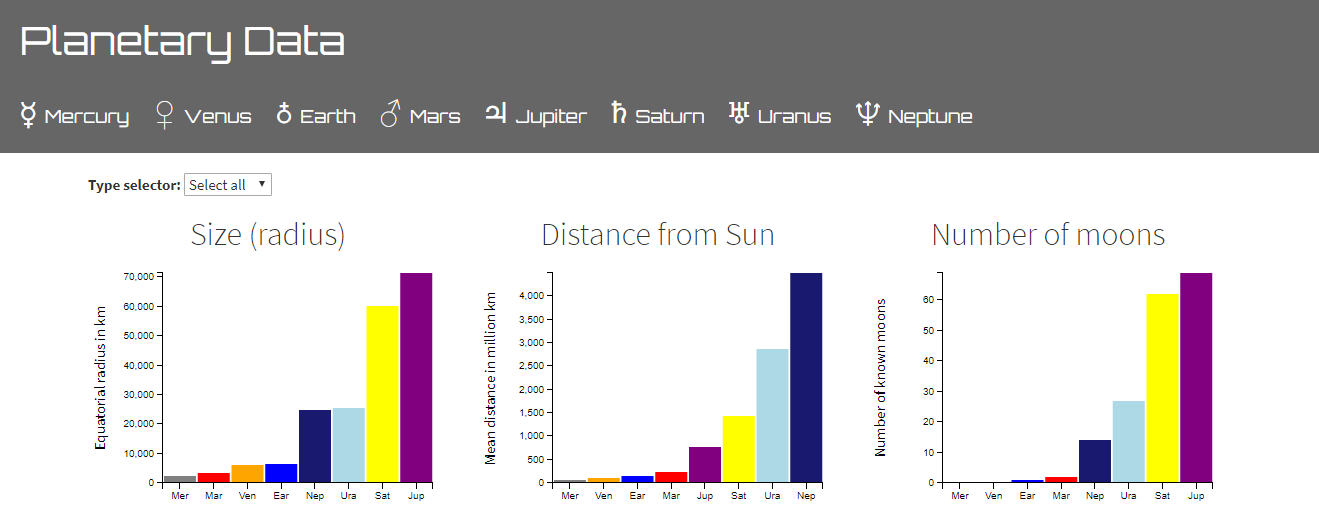 Planetary Data
☿ Mercury ♀ Venus ♁ Earth ♂ Mars ♃ Jupiter ♄ Saturn ♅ Uranus ♆ Neptune
Type selector: Select all
Size (radius)
Equatorial radius in km
70,000
60,000
50,000
40,000
30,000
20,000
10,000
0
Mer Mar Ven Ear Nep Ura Sat Jup
Distance from Sun
Mean distance in million km
4,000
3,500
3,000
2,500
2,000
1,500
1,000
500
0
Mer Ven Ear Mar Jup Sat Ura Nep
Number of moons
Number of known moons
60
50
40
30
20
10
0
Mer Ven Ear Mar Nep Ura Sat Jup